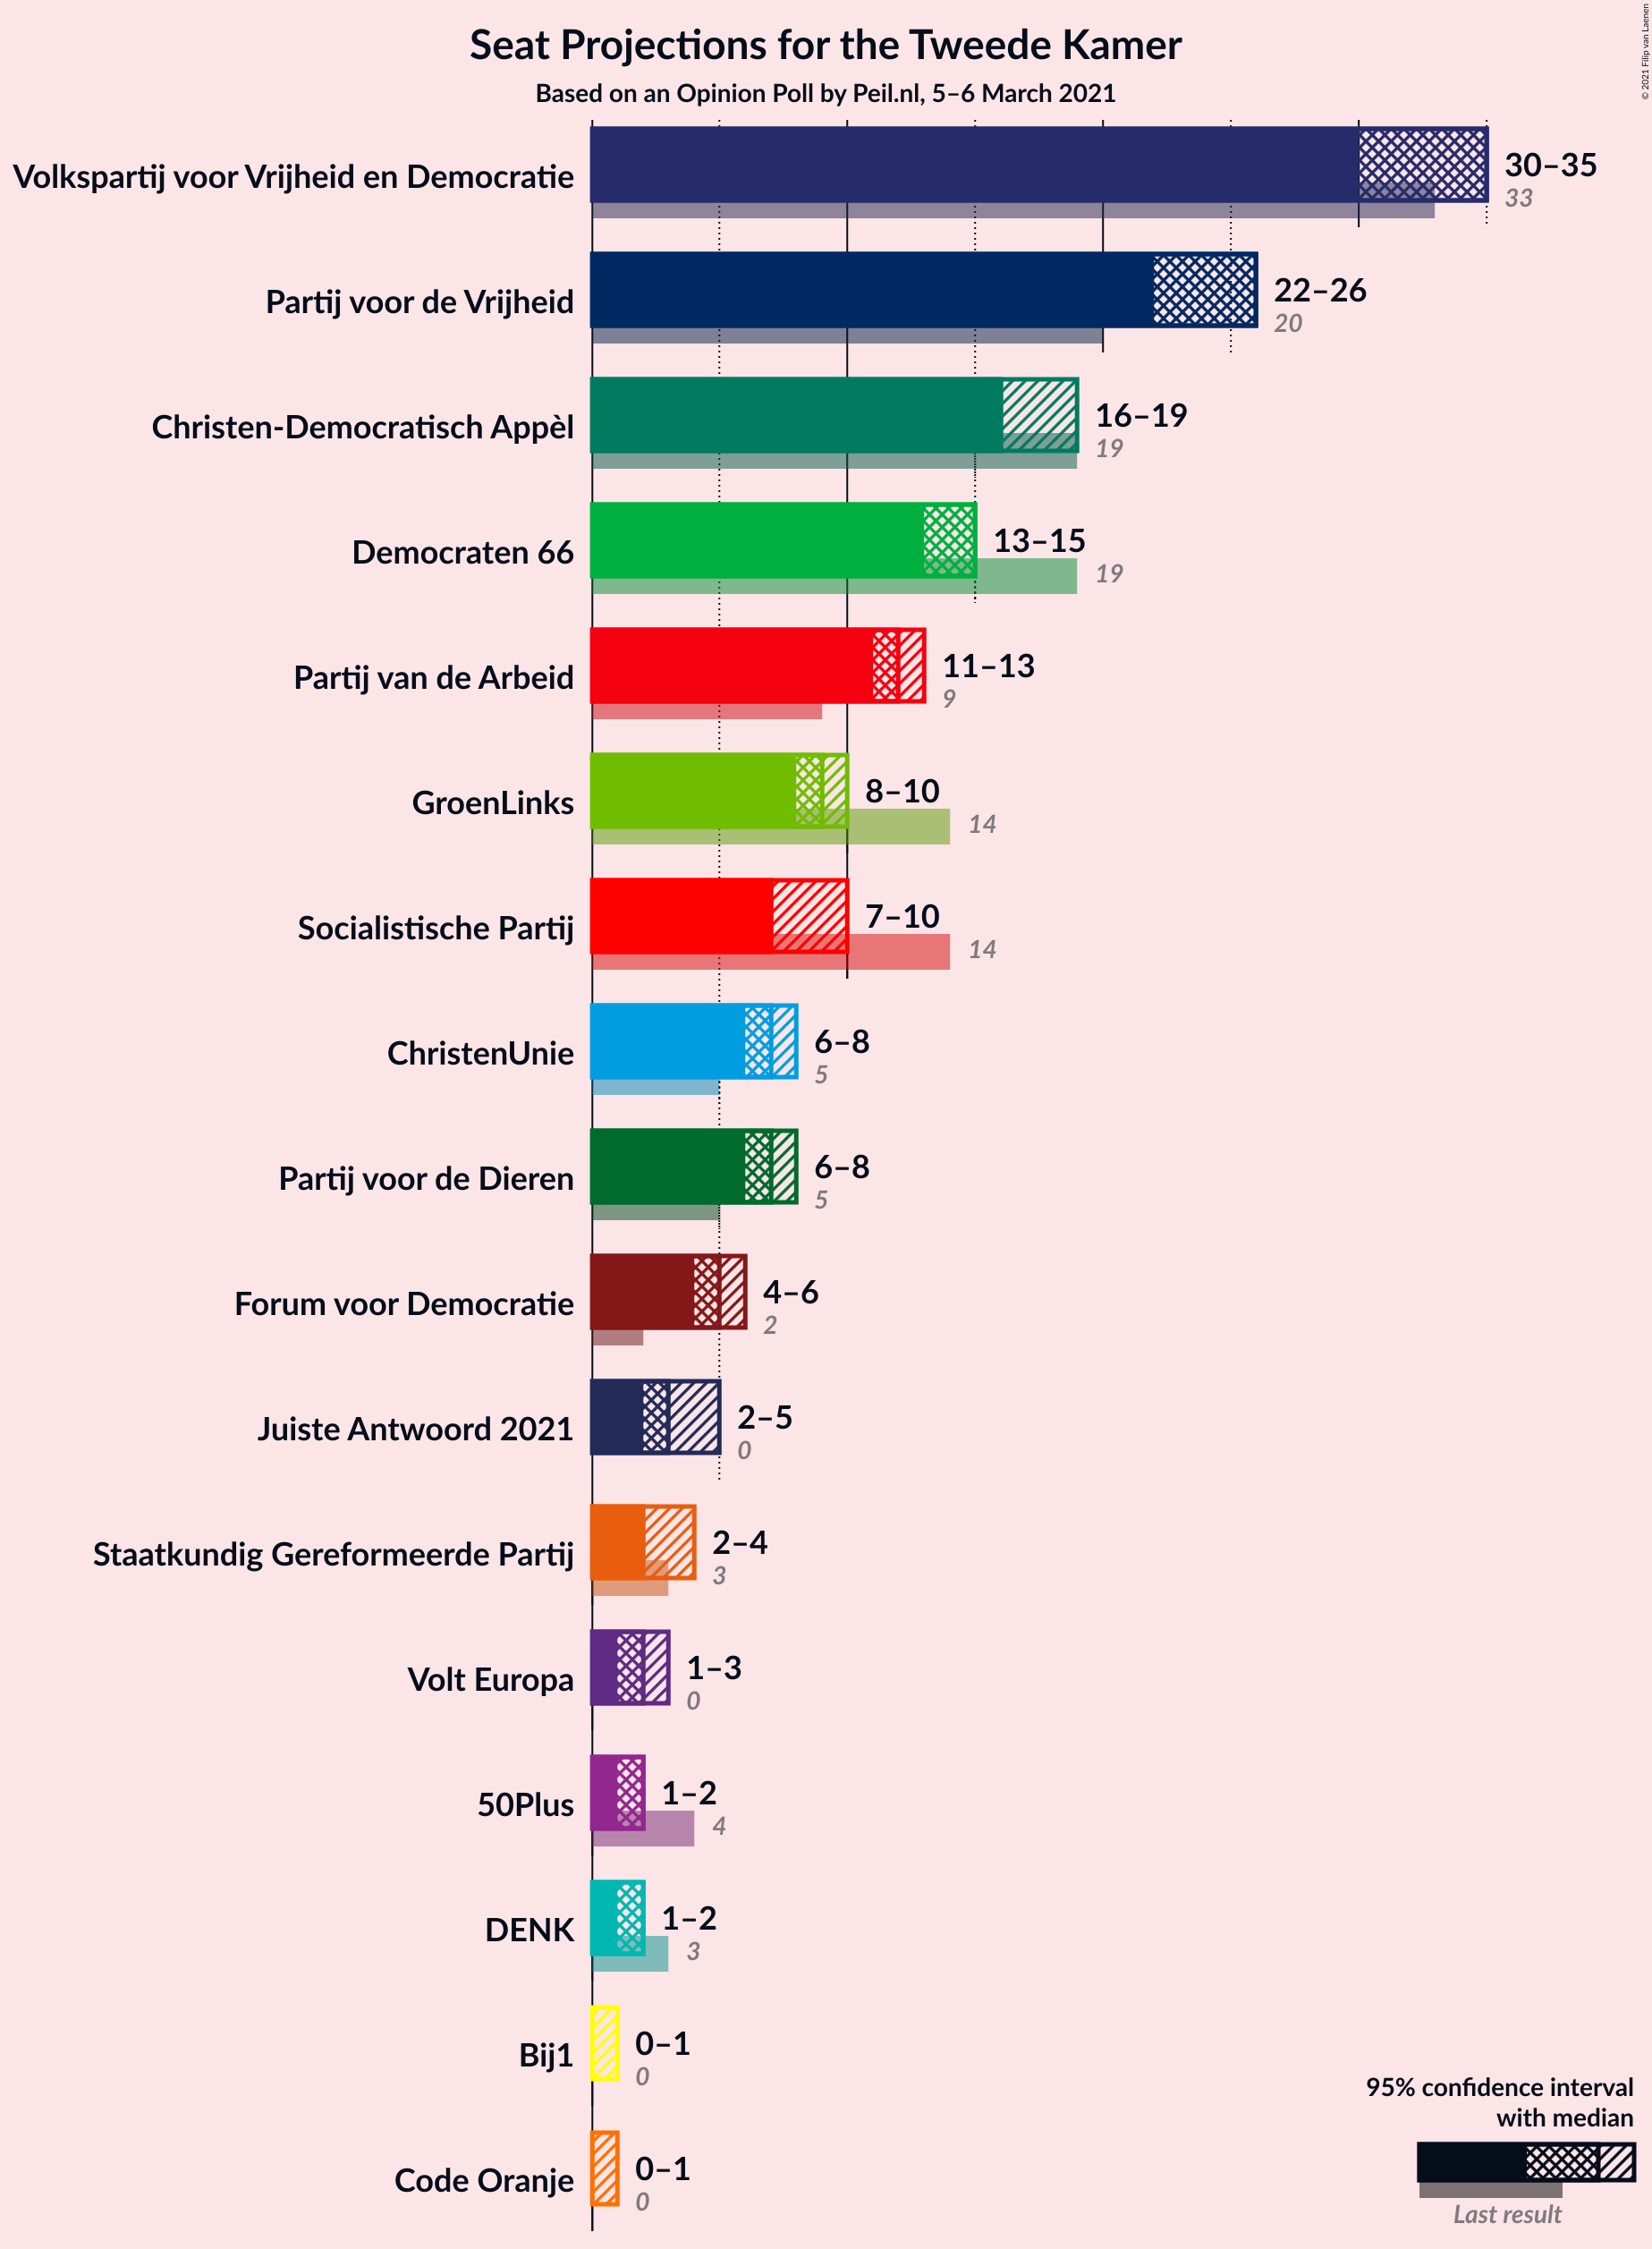 Seat Projections for the Tweede Kamer
Based on an Opinion Poll by Peil.nl, 5–6 March 2021
© 2021 Filip van Laenen
Volkspartij voor Vrijheid en Democratie
30–35
33
Partij voor de Vrijheid
22–26
20
Christen-Democratisch Appèl
16–19
19
Democraten 66
13–15
19
Partij van de Arbeid
11–13
9
GroenLinks
8–10
14
Socialistische Partij
7–10
14
ChristenUnie
6–8
5
Partij voor de Dieren
6–8
5
Forum voor Democratie
4–6
2
Juiste Antwoord 2021
2–5
0
Staatkundig Gereformeerde Partij
2–4
3
Volt Europa
1–3
0
50Plus
1–2
4
DENK
1–2
3
Bij1
0–1
0
Code Oranje
0–1
0
95% confidence interval
with median
Last result